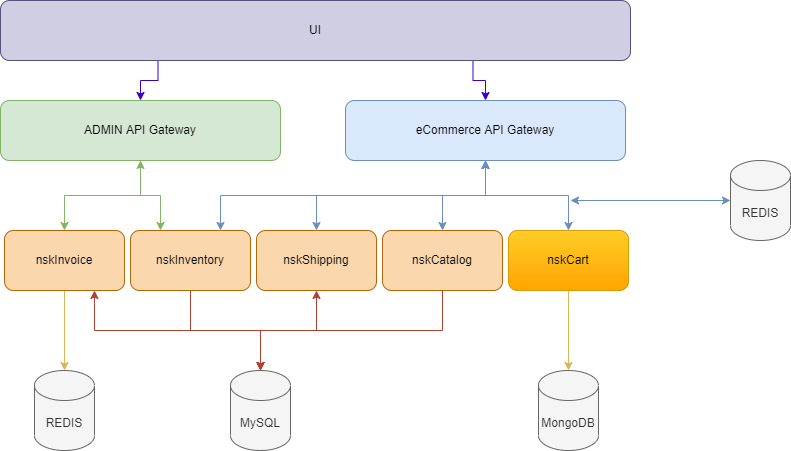 UI
ADMIN API Gateway
eCommerce API Gateway
REDIS
nskInvoice
nskInventory
nskShipping
nskCatalog
nskCart
REDIS
MySQL
MongoDB